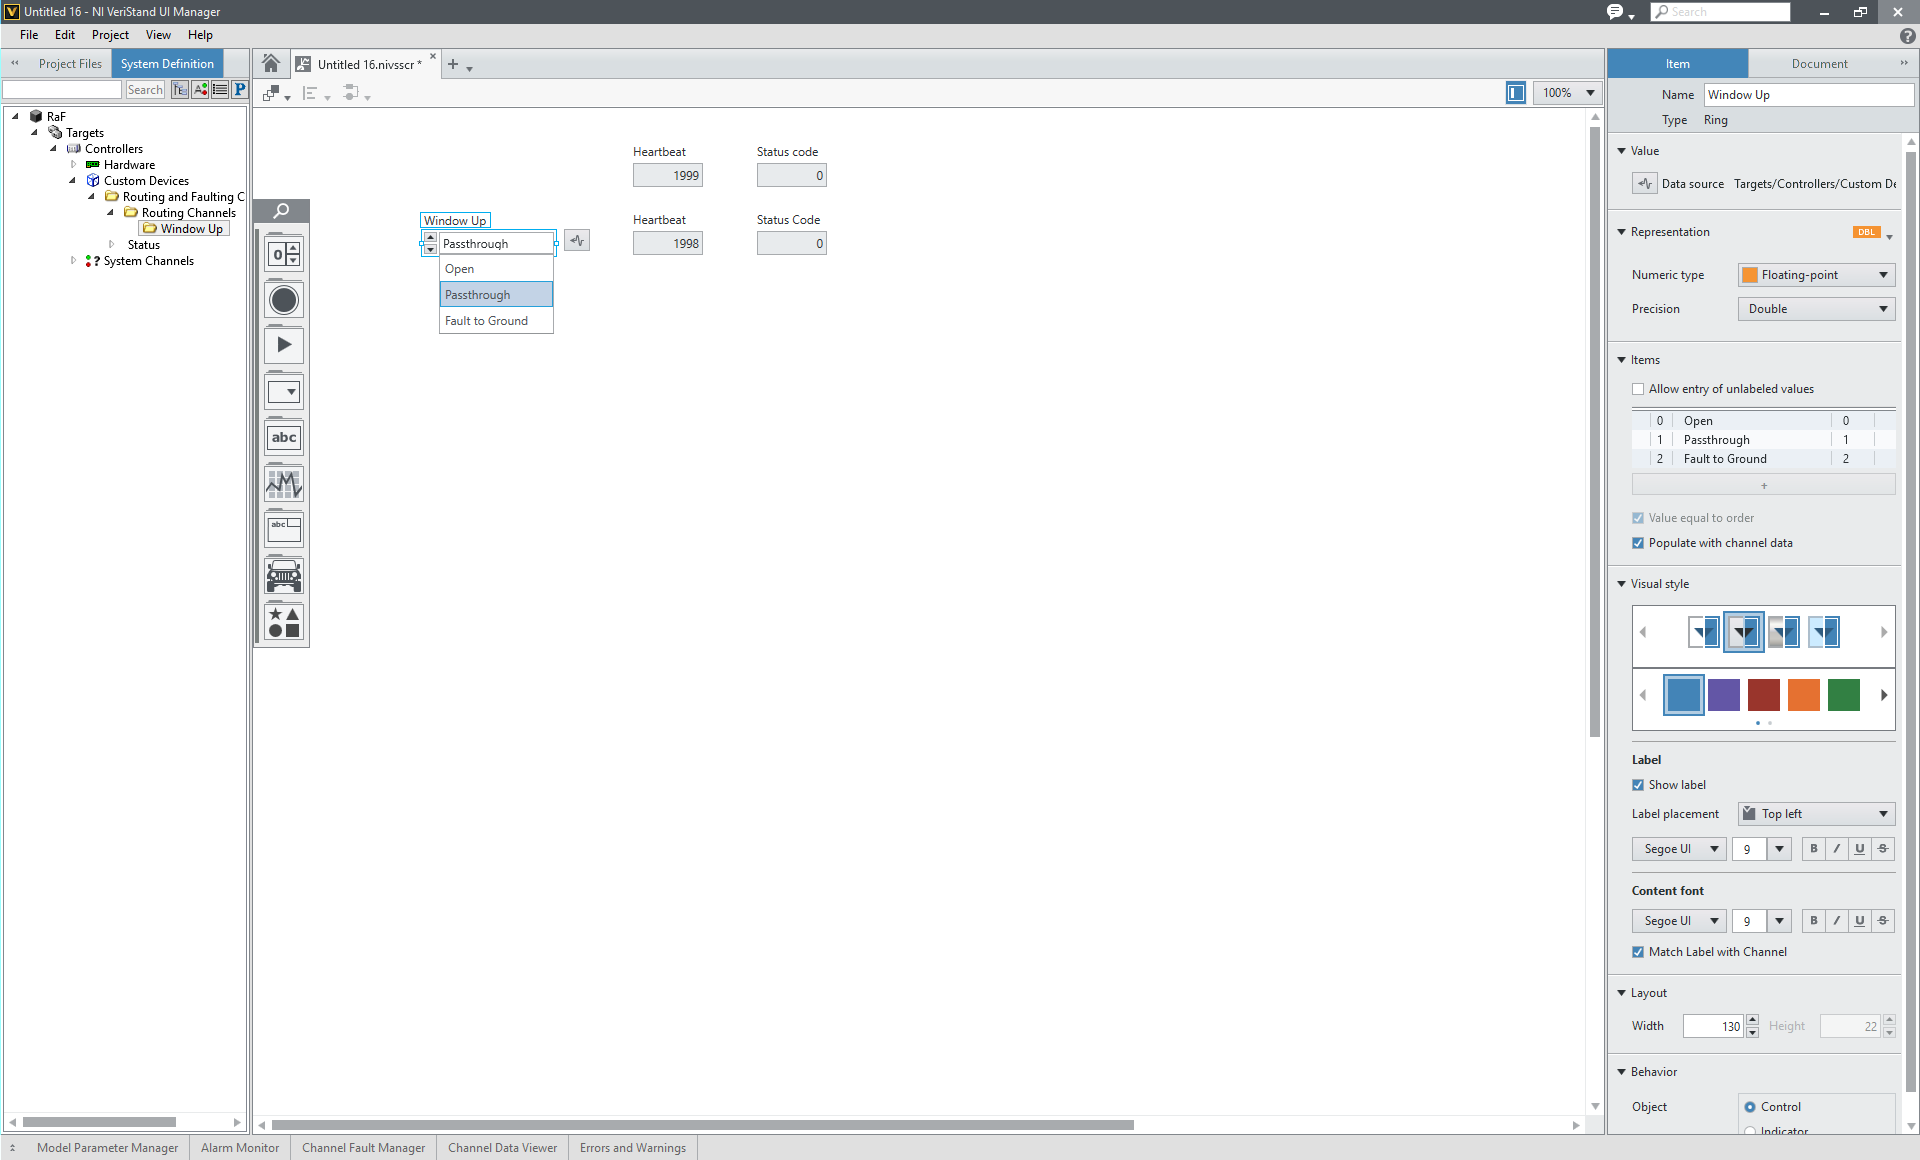 Untitled 16 - NI VeriStand UI Manager
Search
File Edit Project View Help
Project Files System Definition
Untitled 16.nivsscr *
Item Document
Search
100%
Name Window Up
Type Ring
RaF
Targets
Controllers
Hardware
Custom Devices
Routing and Faulting C
Routing Channels
Window Up
Status
System Channels
0
abc
abc
Heartbeat Status code
1999 0
Window Up
Passthrough
Open
Passthrough
Fault to Ground
Heartbeat Status Code
1998 0
Value
Data source Targets/Controllers/Custom De
Representation DBL
Numeric type Floating-point
Precision Double
Items
Allow entry of unlabeled values
0 Open 0
1 Passthrough 1
2 Fault to Ground 2
+
Value equal to order
Populate with channel data
Visual style
Label
Show label
Label placement Top left
Segoe UI 9 B I U S
Content font
Segoe UI 9 B I U S
Match Label with Channel
Layout
Width 130 Height 22
Behavior
Object Control
Indicator
Model Parameter Manager Alarm Monitor Channel Fault Manager Channel Data Viewer Errors and Warnings